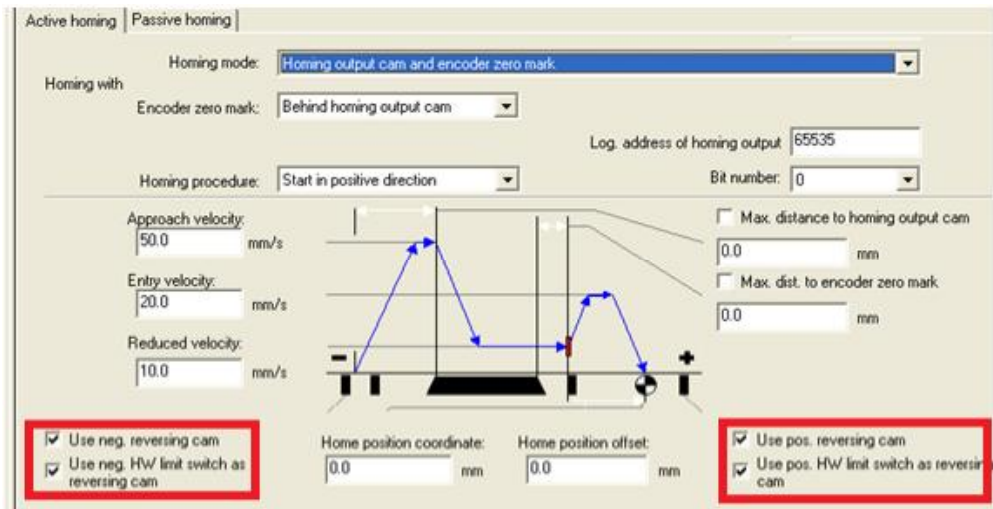 Active homing Passive homing
Homing mode: Homing output cam and encoder zero mark
Homing with
Encoder zero mark: Behind homing output cam
Log. address of homing output 65535
Homing procedure: Start in positive direction Bit number: 0
Approach velocity:
50.0 mm/s
Entry velocity:
20.0 mm/s
Reduced velocity:
10.0 mm/s
Max. distance to homing output cam
0.0 mm
Max. dist. to encoder zero mark
0.0 mm
- +
Use neg. reversing cam
Use neg. HW limit switch as
reversing cam
Home position coordinate:
0.0 mm
Home position offset:
0.0 mm
Use pos. reversing cam
Use pos. HW limit switch as reversin
cam